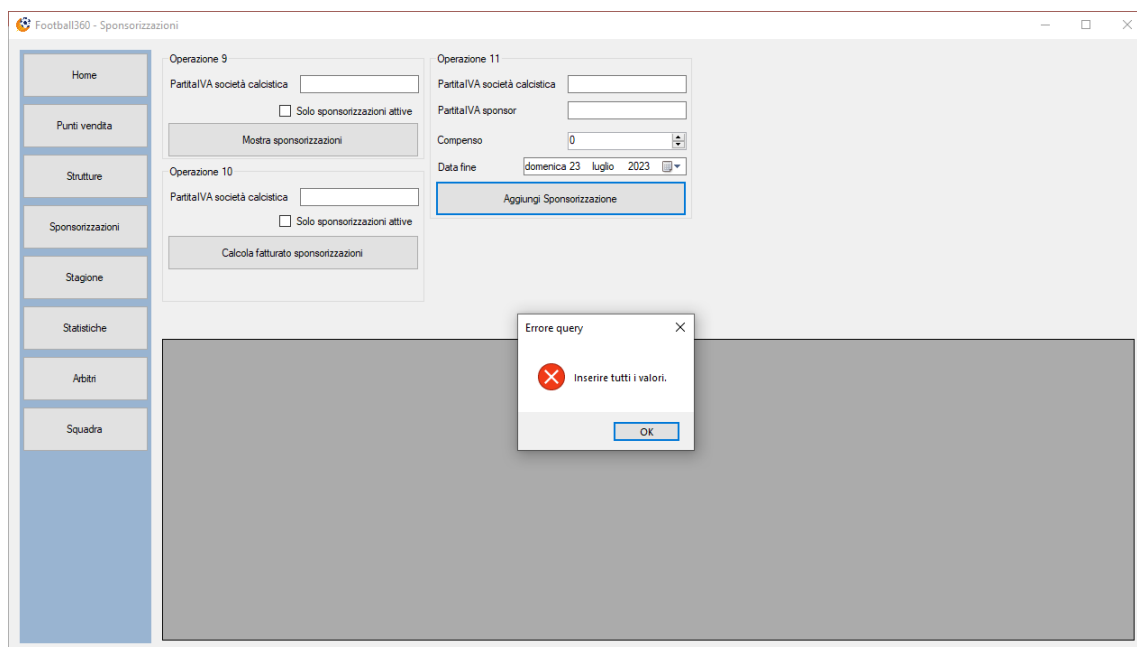 Football360 - Sponsorizzazioni
Home
Punti vendita
Strutture
Sponsorizzazioni
Stagione
Statistiche
Arbitri
Squadra
Operazione 9
PartitaIVA società calcistica
Solo sponsorizzazioni attive
Mostra sponsorizzazioni
Operazione 10
PartitaIVA società calcistica
Solo sponsorizzazioni attive
Calcola fatturato sponsorizzazioni
Operazione 11
PartitaIVA società calcistica
PartitaIVA sponsor
Compenso 0
Data fine domenica 23 luglio 2023
Aggiungi Sponsorizzazione
Errore query
Inserire tutti i valori.
OK